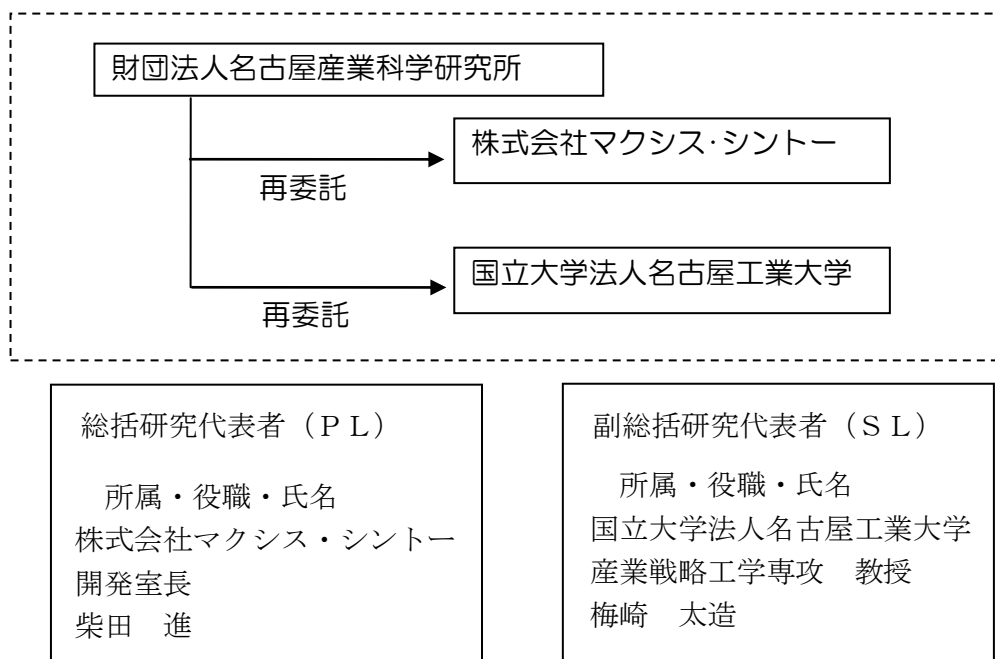 財団法人名古屋産業科学研究所
株式会社マクシス・シントー
再委託
国立大学法人名古屋工業大学
再委託
総括研究代表者(PL)
所属・役職・氏名
株式会社マクシス・シントー
開発室長
柴田 進
副総括研究代表者(SL)
所属・役職・氏名
国立大学法人名古屋工業大学
産業戦略工学専攻 教授
梅崎 太造